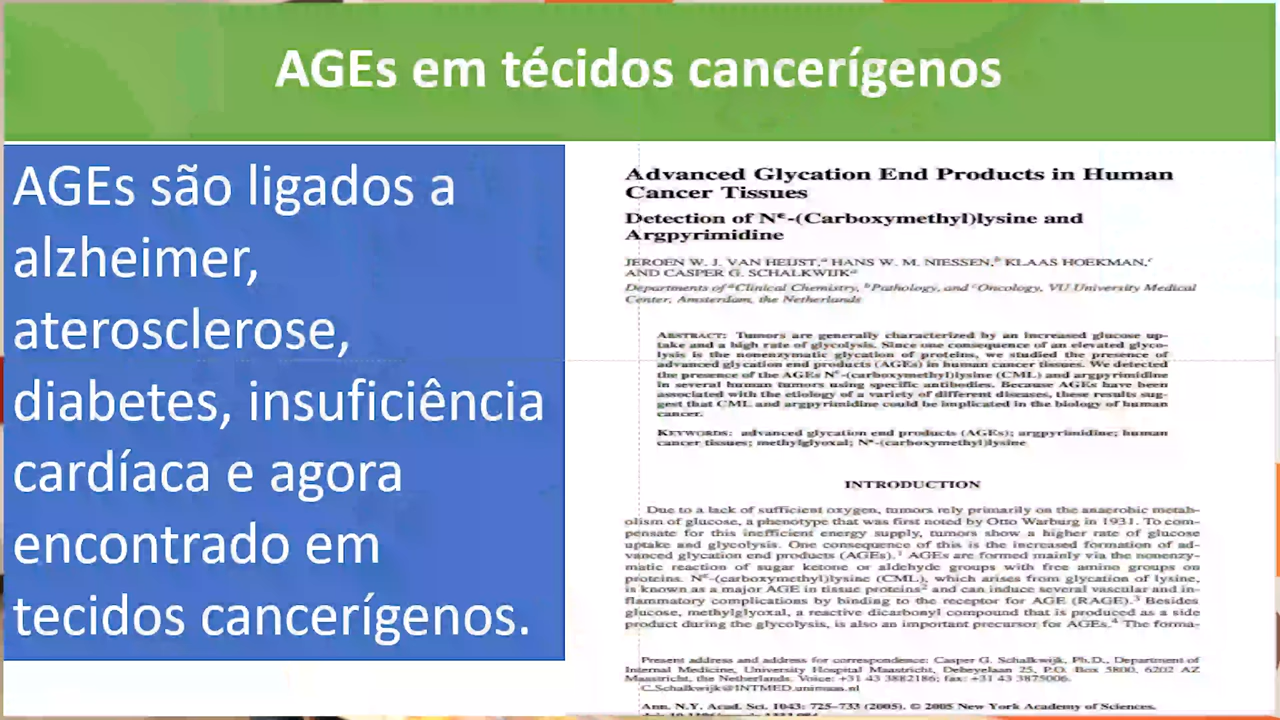 AGEs em técidos cancerígenos
AGEs são ligados a
alzheimer,
aterosclerose,
diabetes, insuficiência
cardíaca e agora
encontrado em
tecidos cancerígenos.
Advanced Glycation End Products in Human
Cancer Tissues
Detection of Nᵋ-(Carboxymethyl)lysine and
Argpyrimidine
JEROEN W. J. VAN HEIJST,ᵃ HANS W. M. NIESSEN,ᵇ KLAAS HOEKMAN,ᶜ
AND CASPER G. SCHALKWIJKᵃ
Departments of ᵃClinical Chemistry, ᵇPathology, and ᶜOncology, VU University Medical
Center, Amsterdam, the Netherlands
ABSTRACT: Tumors are generally characterized by an increased glucose up-
take and a high rate of glycolysis. Since one consequence of an elevated glyco-
lysis is the nonenzymatic glycation of proteins, we studied the presence of
advanced glycation end products (AGEs) in human cancer tissues. We detected
the presence of the AGEs Nᵋ-(carboxymethyl)lysine (CML) and argpyrimidine
in several human tumors using specific antibodies. Because AGEs have been
associated with the etiology of a variety of different diseases, these results sug-
gest that CML and argpyrimidine could be implicated in the biology of human
cancer.
KEYWORDS: advanced glycation end products (AGEs); argpyrimidine; human
cancer tissues; methylglyoxal; Nᵋ-(carboxymethyl)lysine
INTRODUCTION
Due to a lack of sufficient oxygen, tumors rely primarily on the anaerobic metab-
olism of glucose, a phenotype that was first noted by Otto Warburg in 1931. To com-
pensate for this inefficient energy supply, tumors show a higher rate of glucose
uptake and glycolysis. One consequence of this is the increased formation of ad-
vanced glycation end products (AGEs).¹ AGEs are formed mainly via the nonenzy-
matic reaction of sugar ketone or aldehyde groups with free amino groups on
proteins. Nᵋ-(carboxymethyl)lysine (CML), which arises from glycation of lysine,
is known as a major AGE in tissue proteins² and can induce several vascular and in-
flammatory complications by binding to the receptor for AGE (RAGE).³ Besides
glucose, methylglyoxal, a reactive dicarbonyl compound that is produced as a side
product during the glycolysis, is also an important precursor for AGEs.⁴ The forma-
Present address and address for correspondence: Casper G. Schalkwijk, Ph.D., Department of
Internal Medicine, University Hospital Maastricht, Debeyelaan 25, P.O. Box 5800, 6202 AZ
Maastricht, the Netherlands. Voice: +31 43 3882186; fax: +31 43 3875006.
C.Schalkwijk@INTMED.unimaas.nl
Ann. N.Y. Acad. Sci. 1043: 725–733 (2005). © 2005 New York Academy of Sciences.